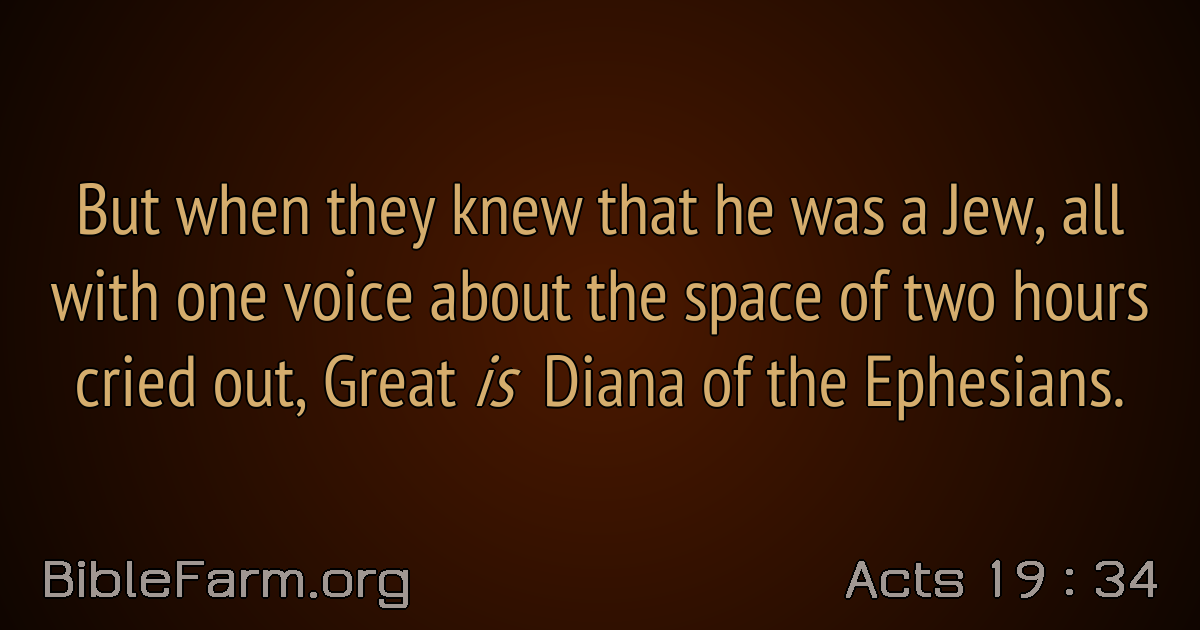 But when they knew that he was a Jew, all
with one voice about the space of two hours
cried out, Great is Diana of the Ephesians.
BibleFarm.org
Acts 19 : 34